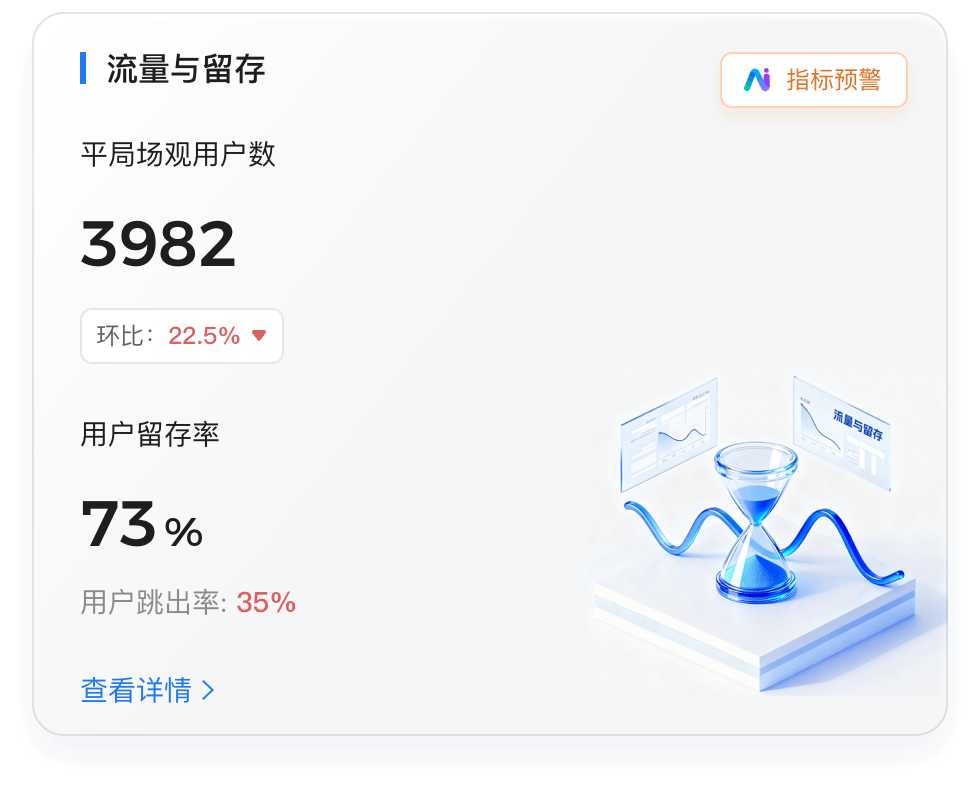 流量与留存
Ai 指标预警
平局场观用户数
3982
环比: 22.5%
用户留存率
73%
用户跳出率: 35%
查看详情
流量与留存